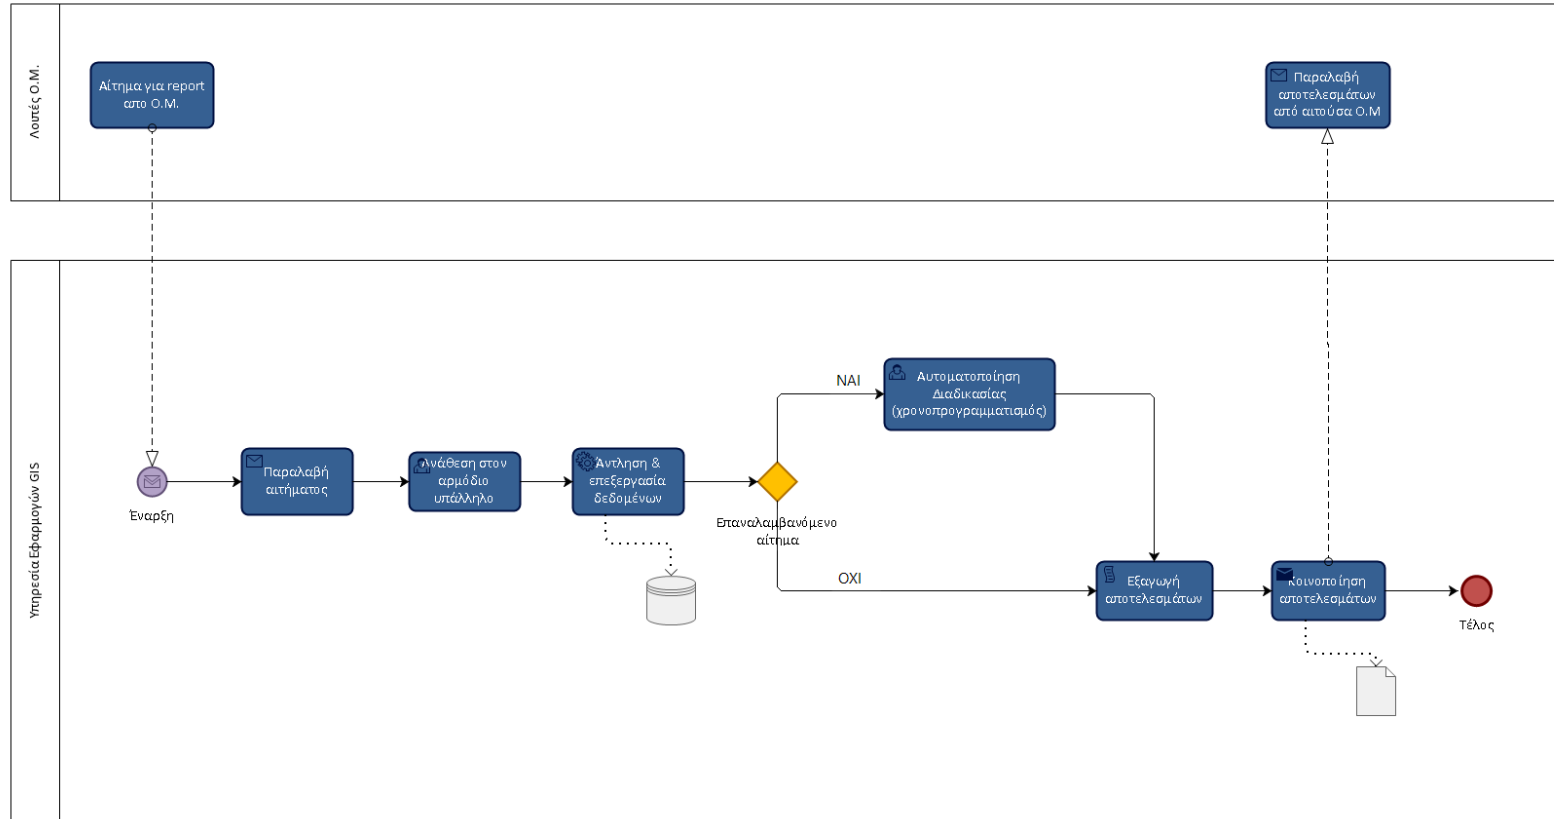 Λοιπές Ο.Μ.
Αίτημα για report
απο Ο.Μ.
Παραλαβή
αποτελεσμάτων
από αιτούσα Ο.Μ
Υπηρεσία Εφαρμογών GIS
Έναρξη
Παραλαβή
αιτήματος
Ανάθεση στον
αρμόδιο
υπάλληλο
Άντληση &
επεξεργασία
δεδομένων
Επαναλαμβανόμενο
αίτημα
ΝΑΙ
Αυτοματοποίηση
Διαδικασίας
(χρονοπρογραμματισμός)
ΟΧΙ
Εξαγωγή
αποτελεσμάτων
Κοινοποίηση
αποτελεσμάτων
Τέλος